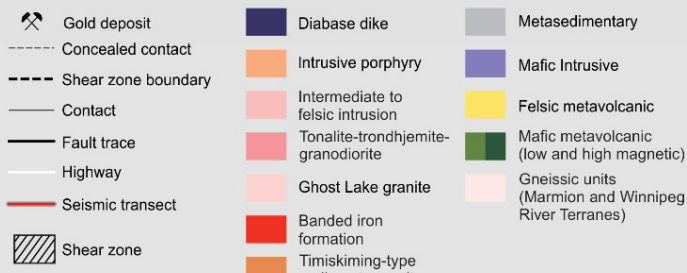 Gold deposit
Concealed contact
Shear zone boundary
Contact
Fault trace
Highway
Seismic transect
Shear zone
Diabase dike
Intrusive porphyry
Intermediate to
felsic intrusion
Tonalite-trondhjemite-
granodiorite
Ghost Lake granite
Banded iron
formation
Timiskiming-type
Metasedimentary
Mafic Intrusive
Felsic metavolcanic
Mafic metavolcanic
(low and high magnetic)
Gneissic units
(Marmion and Winnipeg
River Terranes)